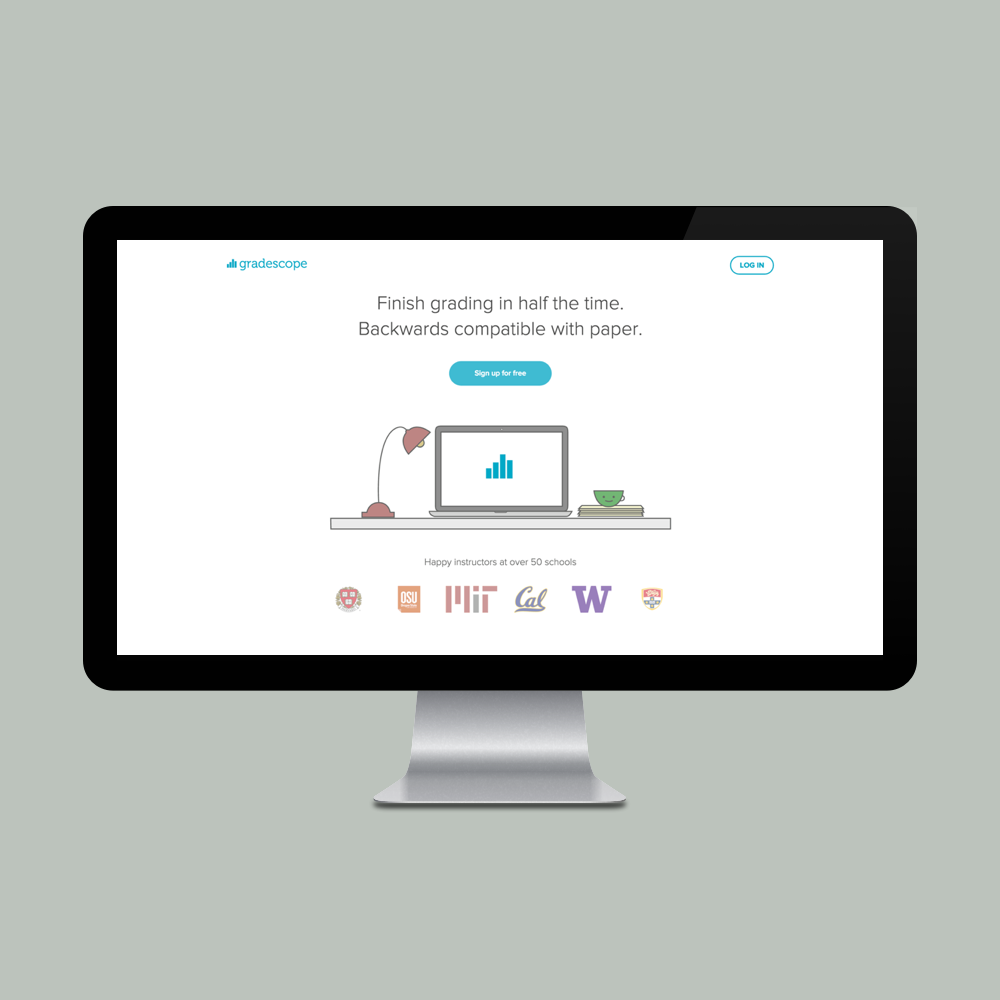 gradescope
LOG IN
Finish grading in half the time.
Backwards compatible with paper.
Sign up for free
Happy instructors at over 50 schools
OSU
MIT
Cal
W